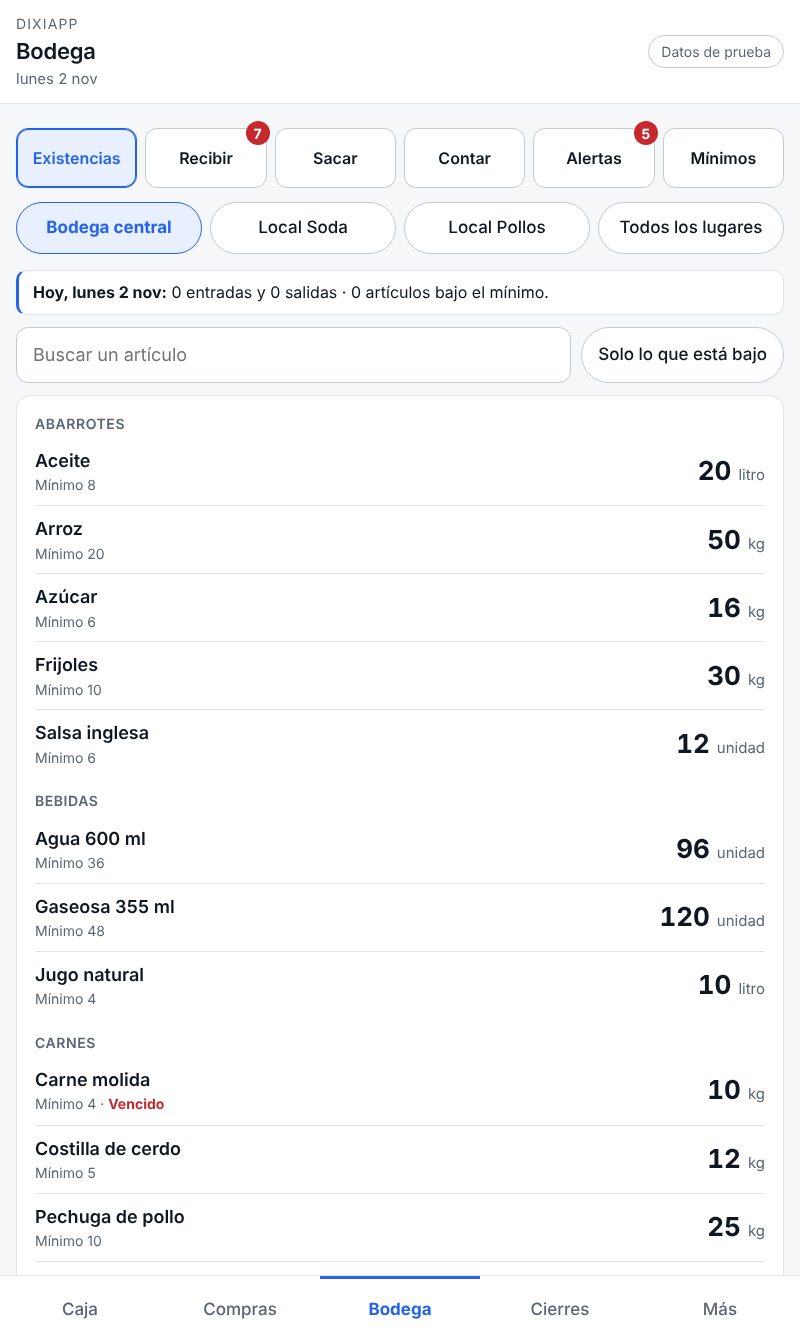 DIXIAPP
Bodega
lunes 2 nov
Datos de prueba
Existencias
Recibir
7
Sacar
Contar
Alertas
5
Mínimos
Bodega central
Local Soda
Local Pollos
Todos los lugares
Hoy, lunes 2 nov: 0 entradas y 0 salidas · 0 artículos bajo el mínimo.
Buscar un artículo
Solo lo que está bajo
ABARROTES
Aceite
Mínimo 8
20 litro
Arroz
Mínimo 20
50 kg
Azúcar
Mínimo 6
16 kg
Frijoles
Mínimo 10
30 kg
Salsa inglesa
Mínimo 6
12 unidad
BEBIDAS
Agua 600 ml
Mínimo 36
96 unidad
Gaseosa 355 ml
Mínimo 48
120 unidad
Jugo natural
Mínimo 4
10 litro
CARNES
Carne molida
Mínimo 4 · Vencido
10 kg
Costilla de cerdo
Mínimo 5
12 kg
Pechuga de pollo
Mínimo 10
25 kg
Caja
Compras
Bodega
Cierres
Más